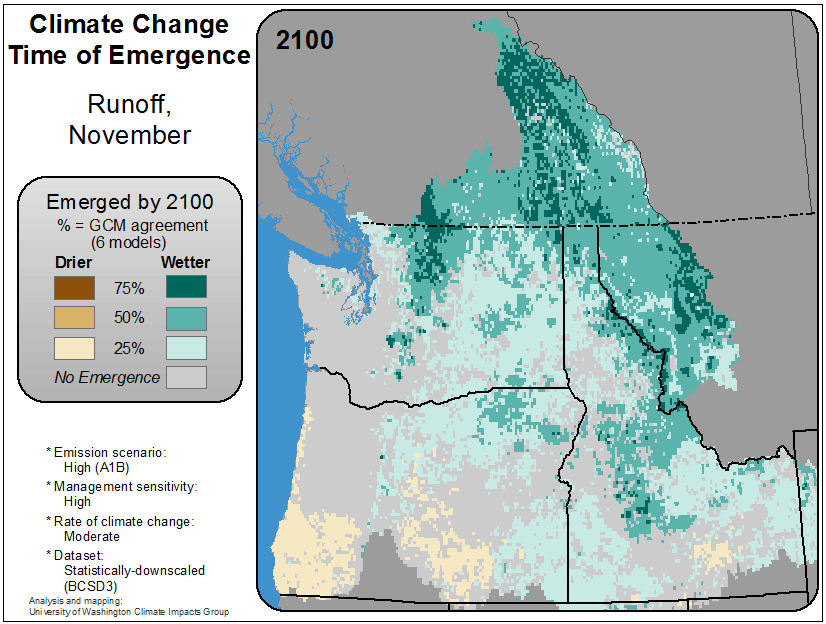 Climate Change
Time of Emergence
Runoff,
November
2100
Emerged by 2100
% = GCM agreement
(6 models)
Drier Wetter
75%
50%
25%
No Emergence
* Emission scenario:
High (A1B)
* Management sensitivity:
High
* Rate of climate change:
Moderate
* Dataset:
Statistically-downscaled
(BCSD3)
Analysis and mapping:
University of Washington Climate Impacts Group